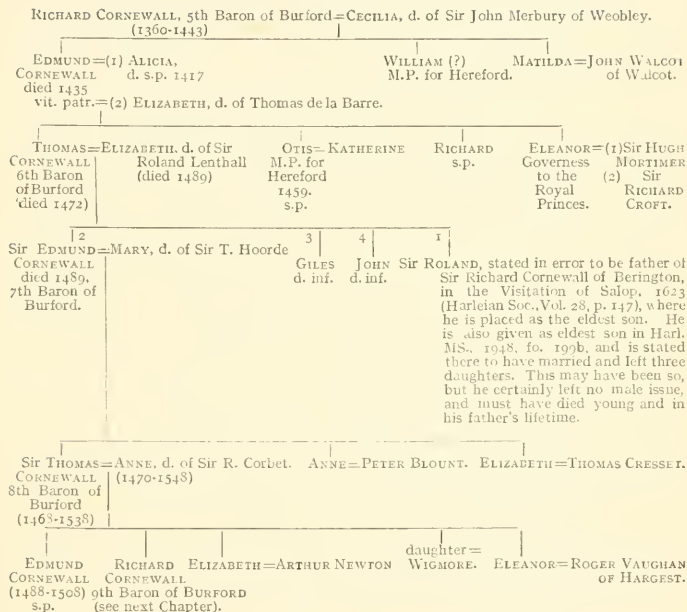 RICHARD CORNEWALL, 5th Baron of Burford=CECILIA, d. of Sir John Merbury of Weobley.
(1360-1443)
EDMUND=(1) ALICIA,
CORNEWALL d. s.p. 1417
died 1435
vit. patr.=(2) ELIZABETH, d. of Thomas de la Barre.
WILLIAM (?)
M.P. for Hereford.
MATILDA=JOHN WALCOT
of Walcot.
THOMAS=ELIZABETH, d. of Sir
CORNEWALL Roland Lenthall
6th Baron (died 1489)
of Burford
(died 1472)
OTIS=KATHERINE
M.P. for
Hereford
1459.
s.p.
RICHARD
s.p.
ELEANOR=(1) Sir HUGH
Governess MORTIMER
to the (2) Sir
Royal RICHARD
Princes. CROFT.
2
Sir EDMUND=MARY, d. of Sir T. Hoorde
CORNEWALL
died 1489,
7th Baron of
Burford.
3
GILES
d. inf.
4
JOHN
d. inf.
1
Sir ROLAND, stated in error to be father of
Sir Richard Cornewall of Berington,
in the Visitation of Salop, 1623
(Harleian Soc., Vol. 28, p. 147), where
he is placed as the eldest son. He
is also given as eldest son in Harl.
MS., 1948, fo. 199b, and is stated
there to have married and left three
daughters. This may have been so,
but he certainly left no male issue,
and must have died young and in
his father's lifetime.
Sir THOMAS=ANNE, d. of Sir R. Corbet.
CORNEWALL (1470-1548)
8th Baron of
Burford
(1468-1538)
ANNE=PETER BLOUNT.
ELIZABETH=THOMAS CRESSET.
EDMUND
CORNEWALL
(1488-1508)
s.p.
RICHARD
CORNEWALL
9th Baron of BURFORD
(see next Chapter).
ELIZABETH=ARTHUR NEWTON
daughter=
WIGMORE.
ELEANOR=ROGER VAUGHAN
OF HARGEST.